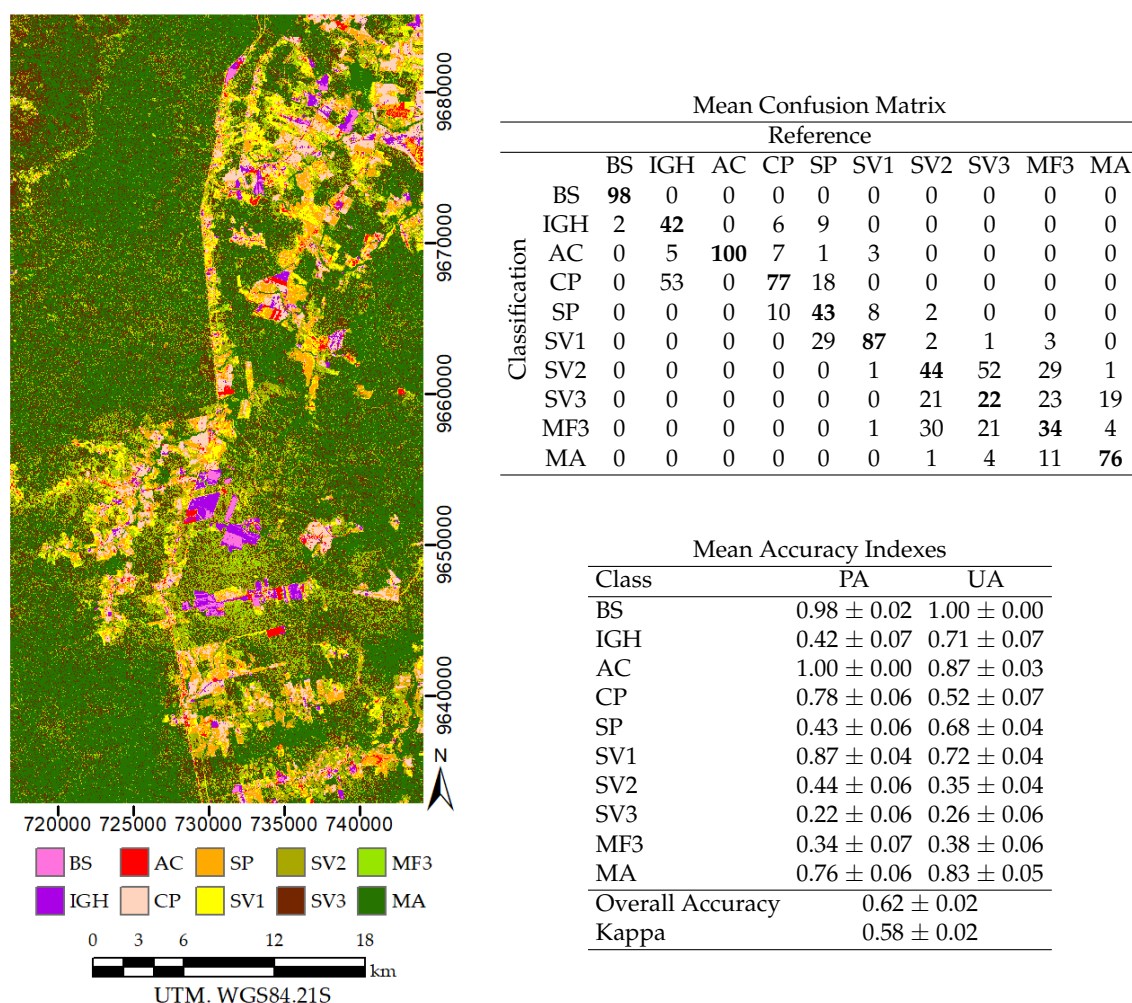 9680000
9670000
9660000
9650000
9640000
N
720000 725000 730000 735000 740000
BS AC SP SV2 MF3
IGH CP SV1 SV3 MA
0 3 6 12 18
km
UTM. WGS84.21S
Mean Confusion Matrix
Reference
BS IGH AC CP SP SV1 SV2 SV3 MF3 MA
Classification
BS 98 0 0 0 0 0 0 0 0 0
IGH 2 42 0 6 9 0 0 0 0 0
AC 0 5 100 7 1 3 0 0 0 0
CP 0 53 0 77 18 0 0 0 0 0
SP 0 0 0 10 43 8 2 0 0 0
SV1 0 0 0 0 29 87 2 1 3 0
SV2 0 0 0 0 0 1 44 52 29 1
SV3 0 0 0 0 0 0 21 22 23 19
MF3 0 0 0 0 0 1 30 21 34 4
MA 0 0 0 0 0 0 1 4 11 76
Mean Accuracy Indexes
Class PA UA
BS 0.98 ± 0.02 1.00 ± 0.00
IGH 0.42 ± 0.07 0.71 ± 0.07
AC 1.00 ± 0.00 0.87 ± 0.03
CP 0.78 ± 0.06 0.52 ± 0.07
SP 0.43 ± 0.06 0.68 ± 0.04
SV1 0.87 ± 0.04 0.72 ± 0.04
SV2 0.44 ± 0.06 0.35 ± 0.04
SV3 0.22 ± 0.06 0.26 ± 0.06
MF3 0.34 ± 0.07 0.38 ± 0.06
MA 0.76 ± 0.06 0.83 ± 0.05
Overall Accuracy 0.62 ± 0.02
Kappa 0.58 ± 0.02